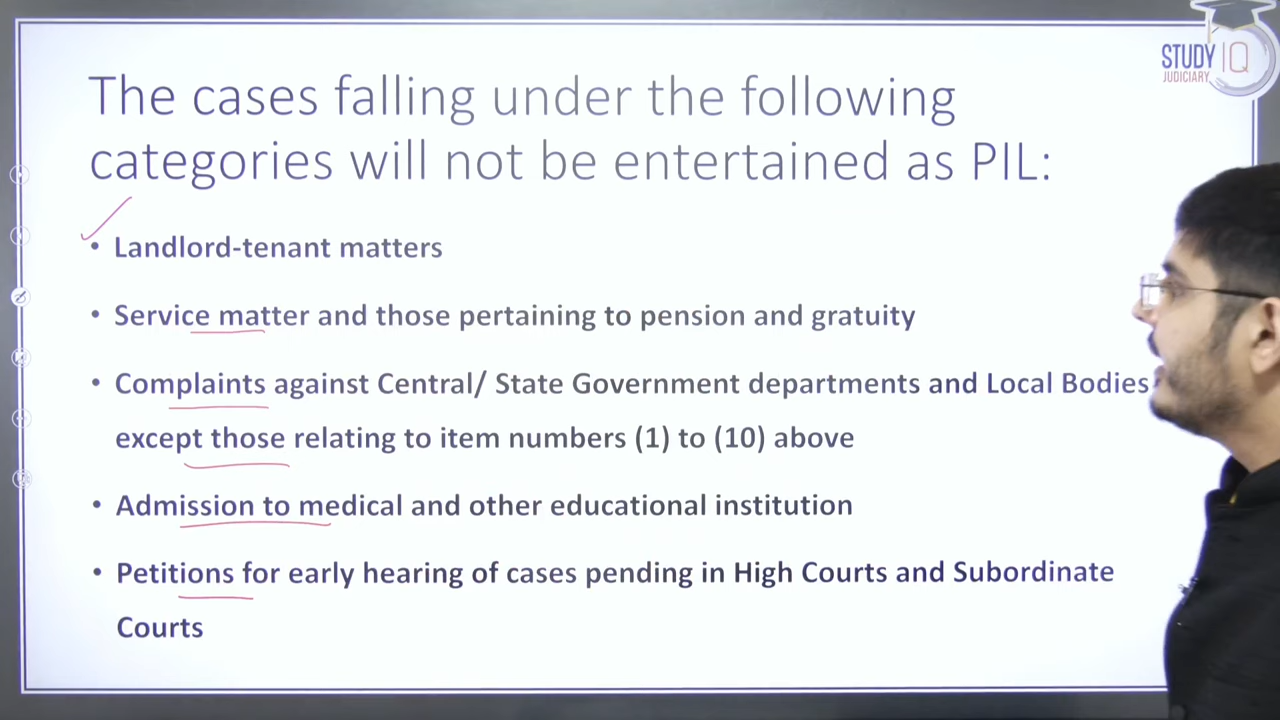 STUDY IQ
JUDICIARY
The cases falling under the following
categories will not be entertained as PIL:
• Landlord-tenant matters
• Service matter and those pertaining to pension and gratuity
• Complaints against Central/ State Government departments and Local Bodies
except those relating to item numbers (1) to (10) above
• Admission to medical and other educational institution
• Petitions for early hearing of cases pending in High Courts and Subordinate
Courts